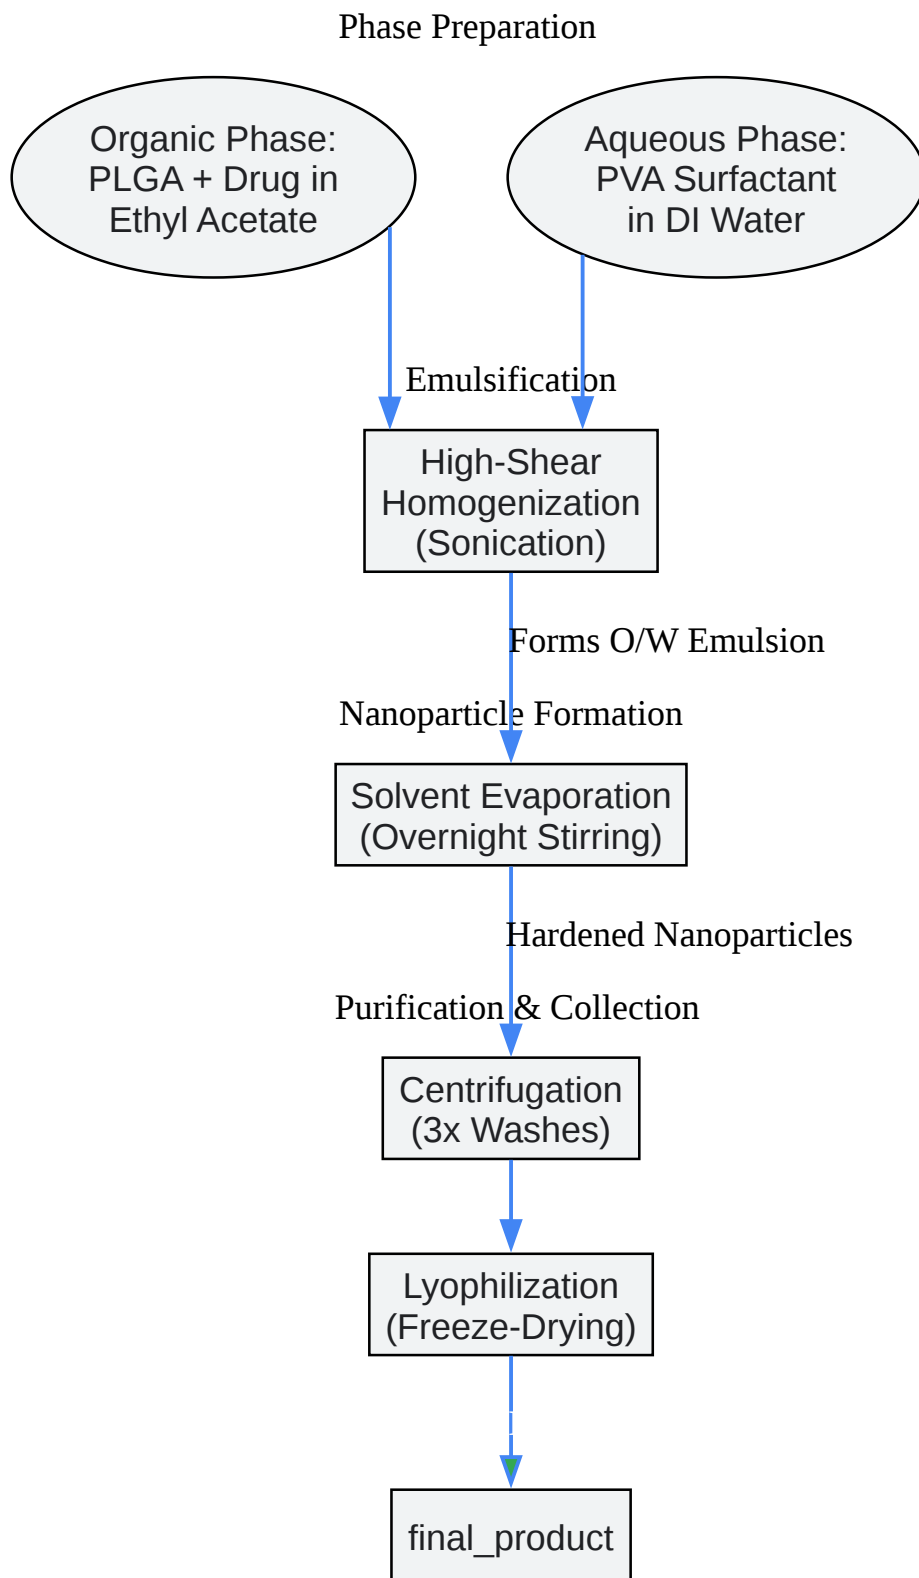 Phase Preparation
Organic Phase:
PLGA + Drug in
Ethyl Acetate
Aqueous Phase:
PVA Surfactant
in DI Water
Emulsification
High-Shear
Homogenization
(Sonication)
Forms O/W Emulsion
Nanoparticle Formation
Solvent Evaporation
(Overnight Stirring)
Hardened Nanoparticles
Purification & Collection
Centrifugation
(3x Washes)
Lyophilization
(Freeze-Drying)
final_product